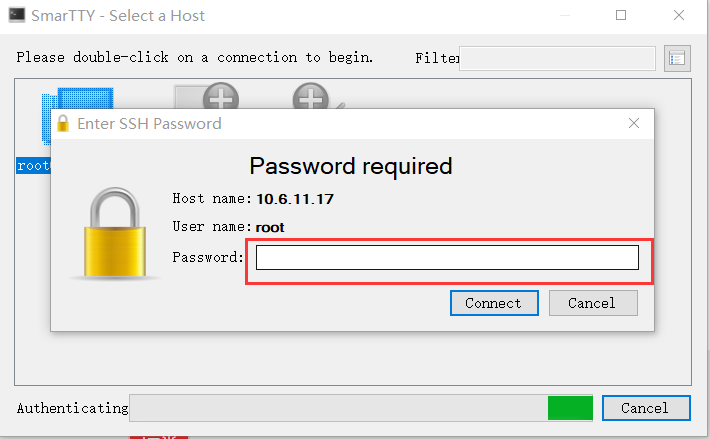 SmarTTY - Select a Host
Please double-click on a connection to begin.
Filter
root
Enter SSH Password
Password required
Host name: 10.6.11.17
User name: root
Password:
Connect
Cancel
Authenticating
Cancel